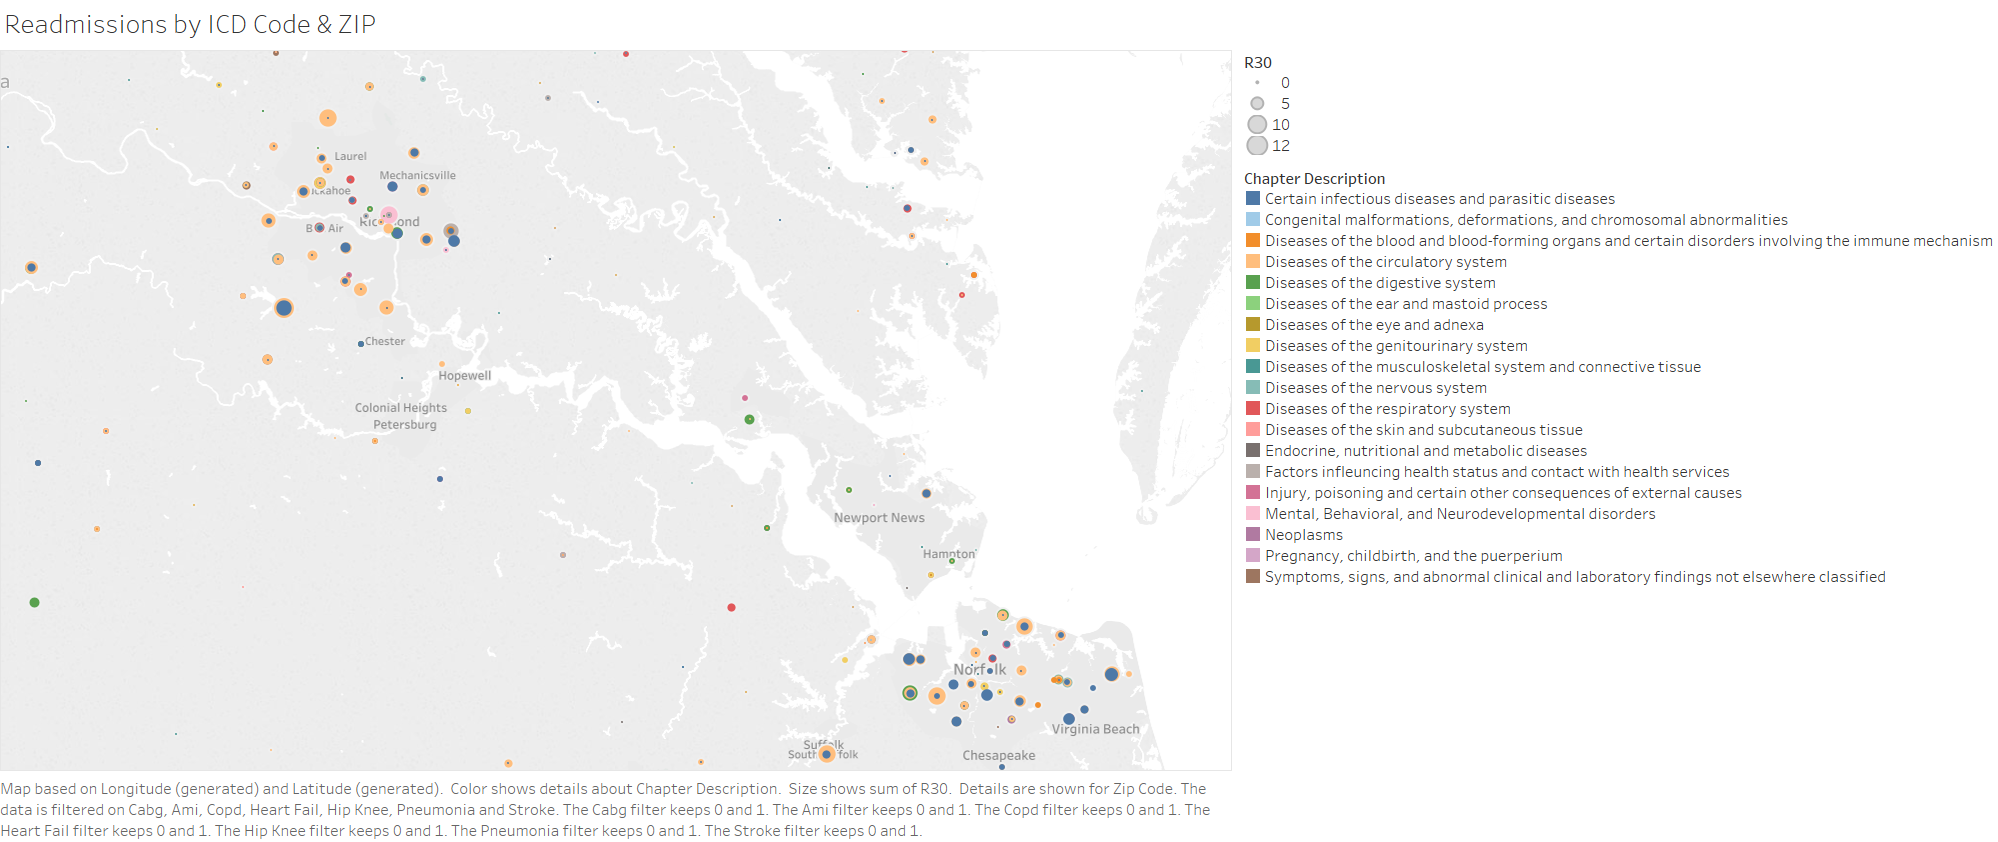 Readmissions by ICD Code & ZIP
a
Laurel
Mechanicsville
Chester
Hopewell
Colonial Heights
Petersburg
Newport News
Hampton
Norfolk
Virginia Beach
Suffolk
Chesapeake
R30
0
5
10
12
Chapter Description
Certain infectious diseases and parasitic diseases
Congenital malformations, deformations, and chromosomal abnormalities
Diseases of the blood and blood-forming organs and certain disorders involving the immune mechanism
Diseases of the circulatory system
Diseases of the digestive system
Diseases of the ear and mastoid process
Diseases of the eye and adnexa
Diseases of the genitourinary system
Diseases of the musculoskeletal system and connective tissue
Diseases of the nervous system
Diseases of the respiratory system
Diseases of the skin and subcutaneous tissue
Endocrine, nutritional and metabolic diseases
Factors infleuncing health status and contact with health services
Injury, poisoning and certain other consequences of external causes
Mental, Behavioral, and Neurodevelopmental disorders
Neoplasms
Pregnancy, childbirth, and the puerperium
Symptoms, signs, and abnormal clinical and laboratory findings not elsewhere classified
Map based on Longitude (generated) and Latitude (generated).  Color shows details about Chapter Description.  Size shows sum of R30.  Details are shown for Zip Code. The
data is filtered on Cabg, Ami, Copd, Heart Fail, Hip Knee, Pneumonia and Stroke. The Cabg filter keeps 0 and 1. The Ami filter keeps 0 and 1. The Copd filter keeps 0 and 1. The
Heart Fail filter keeps 0 and 1. The Hip Knee filter keeps 0 and 1. The Pneumonia filter keeps 0 and 1. The Stroke filter keeps 0 and 1.